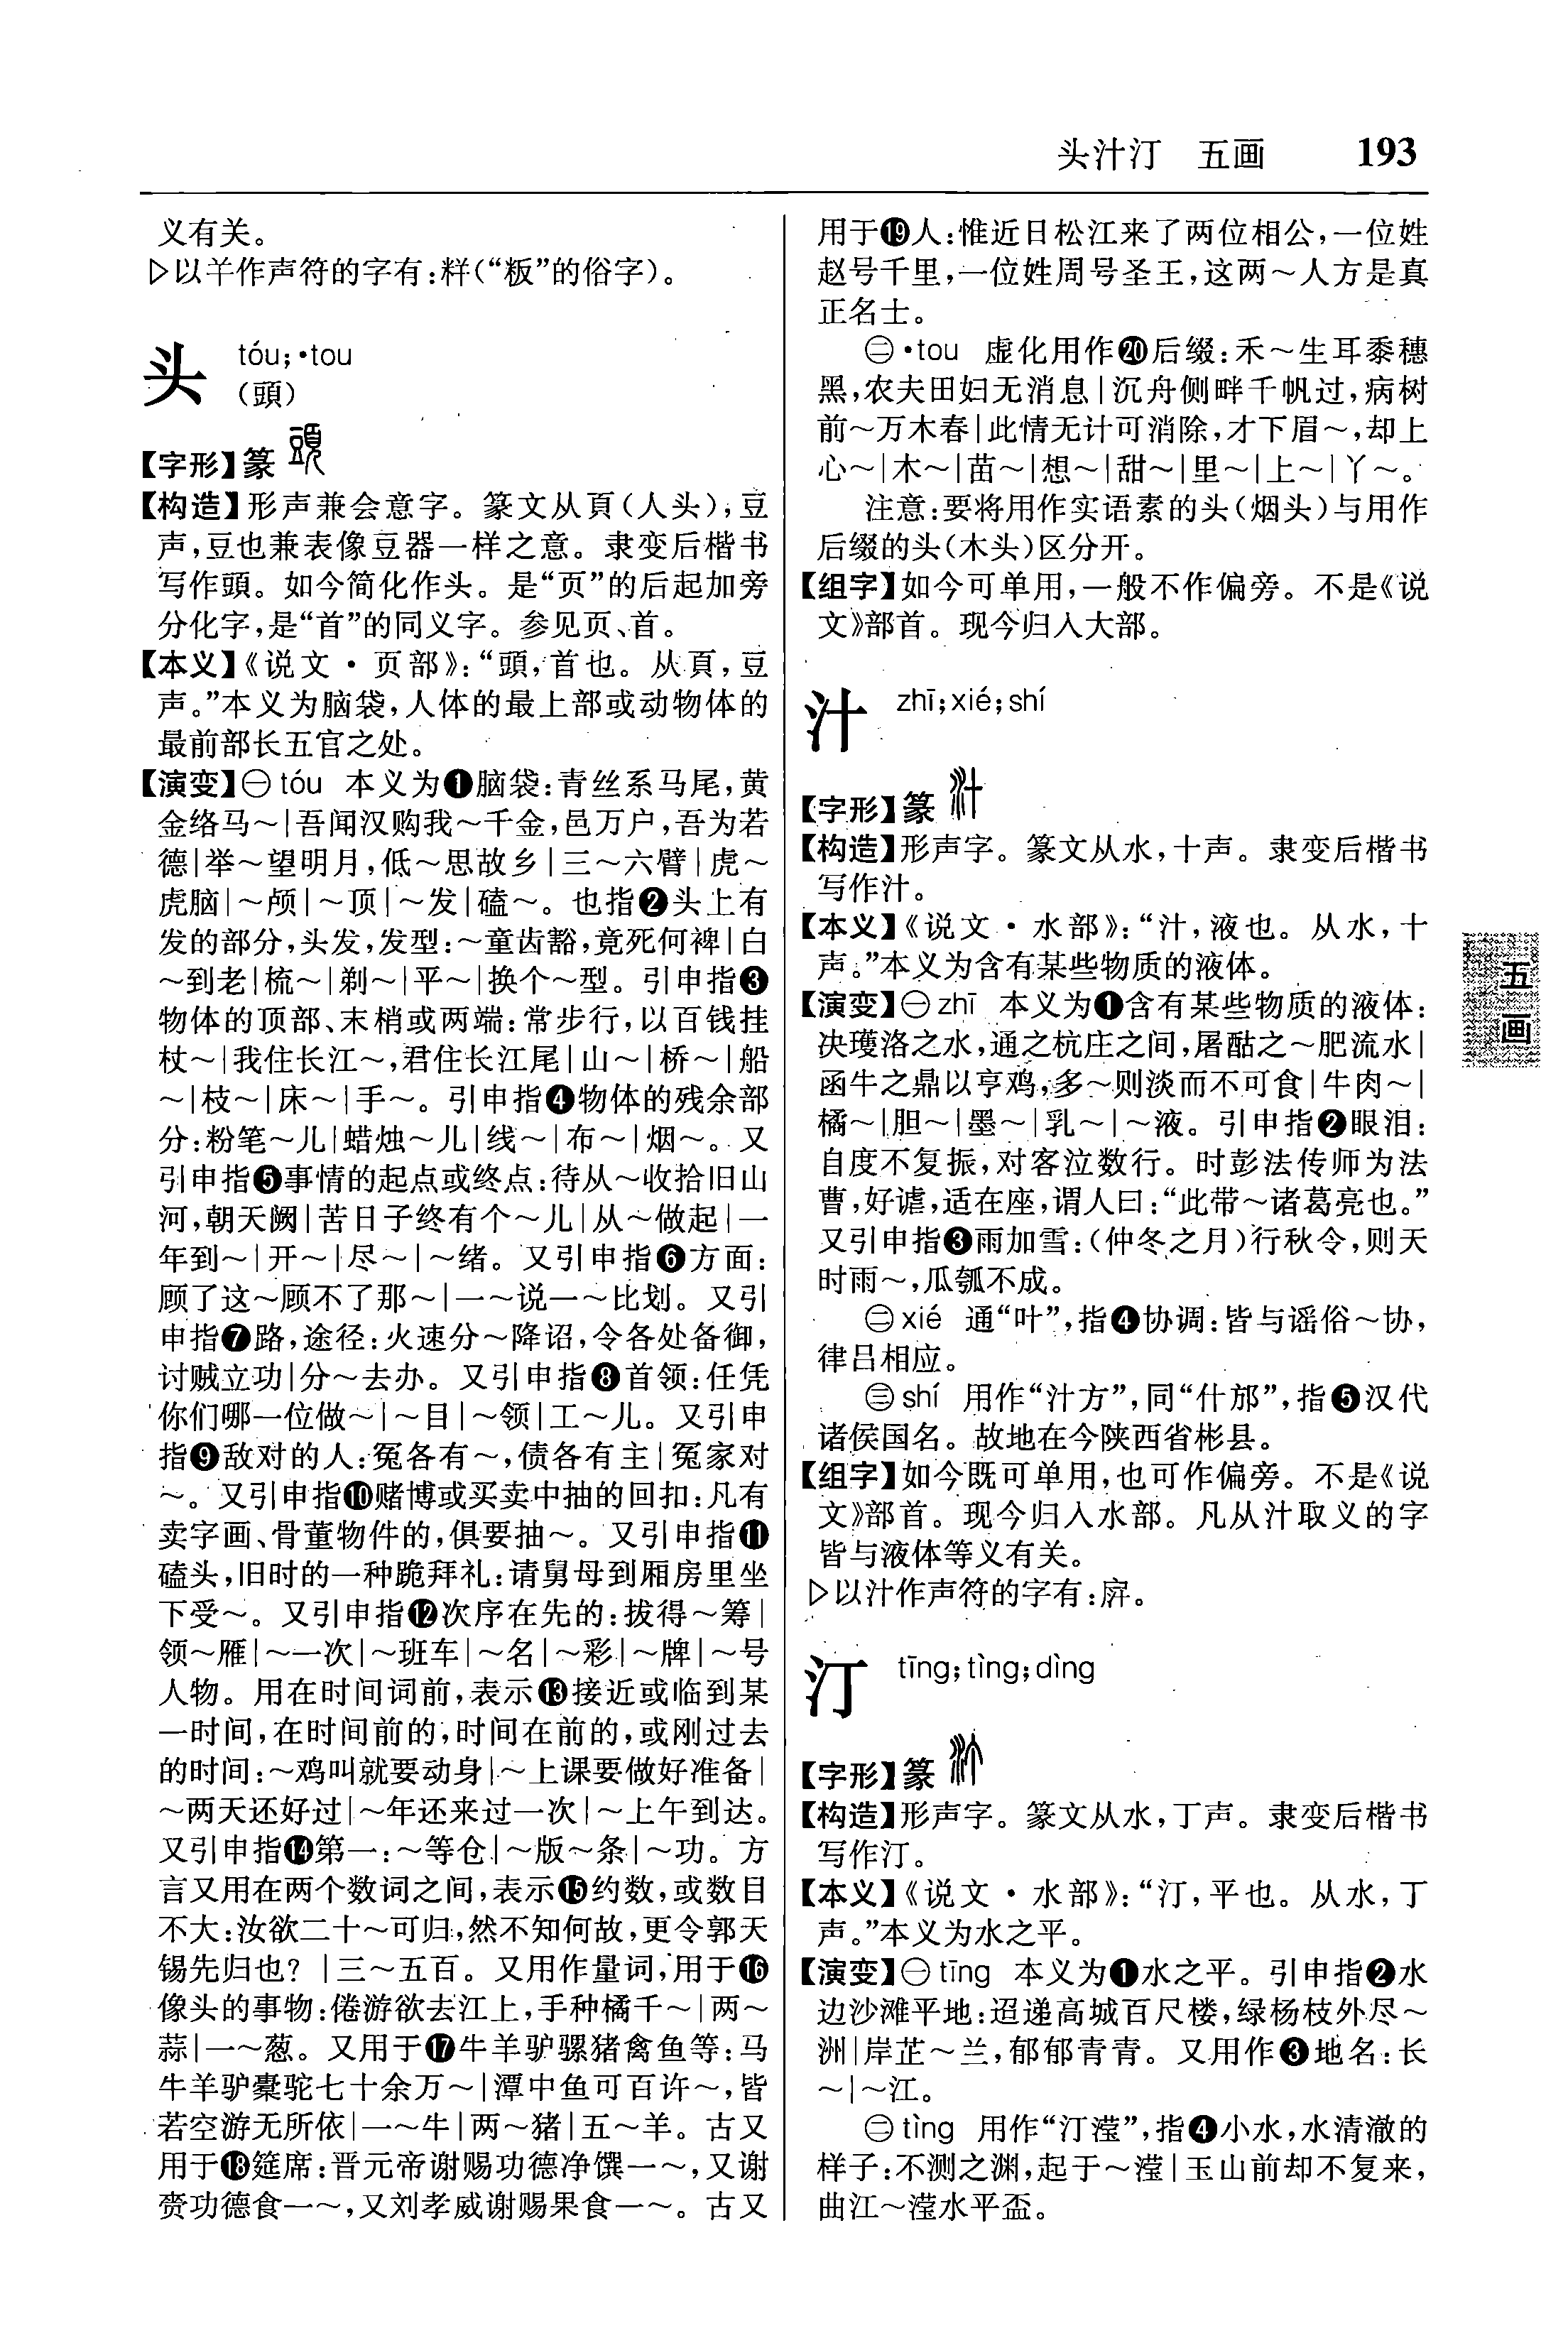 头汁汀 五画 193
义有关。
▷以羊作声符的字有:粀(“粄”的俗字)。
头 tóu;•tou
(頭)
【字形】篆
【构造】形声兼会意字。篆文从頁(人头),豆
声,豆也兼表像豆器一样之意。隶变后楷书
写作頭。如今简化作头。是“页”的后起加旁
分化字,是“首”的同义字。参见页、首。
【本义】《说文·页部》:“頭,首也。从頁,豆
声。”本义为脑袋,人体的最上部或动物体的
最前部长五官之处。
【演变】㊀tóu 本义为❶脑袋:青丝系马尾,黄
金络马～|吾闻汉购我～千金,邑万户,吾为若
德|举～望明月,低～思故乡|三～六臂|虎～
虎脑|～颅|～顶|～发|磕～。也指❷头上有
发的部分,头发,发型:～童齿豁,竟死何裨|白
～到老|梳～|剃～|平～|换个～型。引申指❸
物体的顶部、末梢或两端:常步行,以百钱挂
杖～|我住长江～,君住长江尾|山～|桥～|船
～|枝～|床～|手～。引申指❹物体的残余部
分:粉笔～儿|蜡烛～儿|线～|布～|烟～。又
引申指❺事情的起点或终点:待从～收拾旧山
河,朝天阙|苦日子终有个～儿|从～做起|一
年到～|开～|尽～|～绪。又引申指❻方面:
顾了这～顾不了那～|一～说一～比划。又引
申指❼路,途径:火速分～降诏,令各处备御,
讨贼立功|分～去办。又引申指❽首领:任凭
你们哪一位做～|～目|～领|工～儿。又引申
指❾敌对的人:冤各有～,债各有主|冤家对
～。又引申指❿赌博或买卖中抽的回扣:凡有
卖字画、骨董物件的,俱要抽～。又引申指⓫
磕头,旧时的一种跪拜礼:请舅母到厢房里坐
下受～。又引申指⓬次序在先的:拔得～筹|
领～雁|～一次|～班车|～名|～彩|～牌|～号
人物。用在时间词前,表示⓭接近或临到某
一时间,在时间前的,时间在前的,或刚过去
的时间:～鸡叫就要动身|～上课要做好准备|
～两天还好过|～年还来过一次|～上午到达。
又引申指⓮第一:～等仓|～版～条|～功。方
言又用在两个数词之间,表示⓯约数,或数目
不大:汝欲二十～可归,然不知何故,更令郭天
锡先归也?|三～五百。又用作量词,用于⓰
像头的事物:倦游欲去江上,手种橘千～|两～
蒜|一～葱。又用于⓱牛羊驴骡猪禽鱼等:马
牛羊驴橐驼七十余万～|潭中鱼可百许～,皆
若空游无所依|一～牛|两～猪|五～羊。古又
用于⓲筵席:晋元帝谢赐功德净馔一～,又谢
赍功德食一～,又刘孝威谢赐果食一～。古又
用于⓳人:惟近日松江来了两位相公,一位姓
赵号千里,一位姓周号圣王,这两～人方是真
正名士。
㊁•tou 虚化用作⓴后缀:禾～生耳黍穗
黑,农夫田妇无消息|沉舟侧畔千帆过,病树
前～万木春|此情无计可消除,才下眉～,却上
心～|木～|苗～|想～|甜～|里～|上～|丫～。
注意:要将用作实语素的头(烟头)与用作
后缀的头(木头)区分开。
【组字】如今可单用,一般不作偏旁。不是《说
文》部首。现今归入大部。
汁 zhī;xié;shí
【字形】篆
【构造】形声字。篆文从水,十声。隶变后楷书
写作汁。
【本义】《说文·水部》:“汁,液也。从水,十
声。”本义为含有某些物质的液体。
【演变】㊀zhī 本义为❶含有某些物质的液体:
决瓁洛之水,通之杭庄之间,屠酤之～肥流水|
函牛之鼎以亨鸡,多～则淡而不可食|牛肉～|
橘～|胆～|墨～|乳～|～液。引申指❷眼泪:
自度不复振,对客泣数行。时彭法传师为法
曹,好谑,适在座,谓人曰:“此带～诸葛亮也。”
又引申指❸雨加雪:(仲冬之月)行秋令,则天
时雨～,瓜瓠不成。
㊁xié 通“叶”,指❹协调:皆与谣俗～协,
律吕相应。
㊂shí 用作“汁方”,同“什邡”,指❺汉代
诸侯国名。故地在今陕西省彬县。
【组字】如今既可单用,也可作偏旁。不是《说
文》部首。现今归入水部。凡从汁取义的字
皆与液体等义有关。
▷以汁作声符的字有:
汀 tīng;tìng;dìng
【字形】篆
【构造】形声字。篆文从水,丁声。隶变后楷书
写作汀。
【本义】《说文·水部》:“汀,平也。从水,丁
声。”本义为水之平。
【演变】㊀tīng 本义为❶水之平。引申指❷水
边沙滩平地:迢递高城百尺楼,绿杨枝外尽～
洲|岸芷～兰,郁郁青青。又用作❸地名:长
～|～江。
㊁tìng 用作“汀滢”,指❹小水,水清澈的
样子:不测之渊,起于～滢|玉山前却不复来,
曲江～滢水平盃。
五画